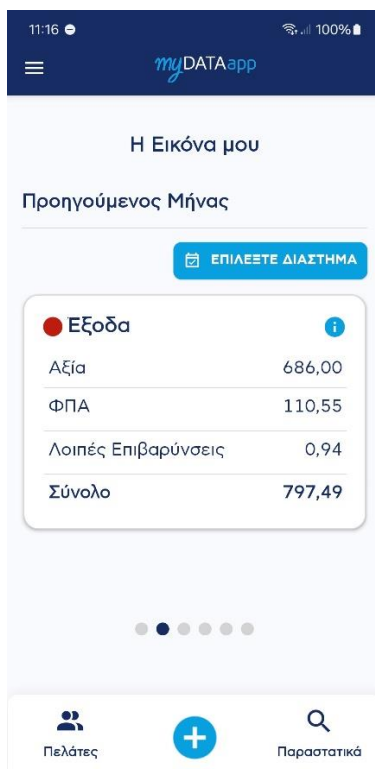 11:16 100%
myDATAapp
Η Εικόνα μου
Προηγούμενος Μήνας
ΕΠΙΛΕΞΤΕ ΔΙΑΣΤΗΜΑ
Έξοδα
Αξία 686,00
ΦΠΑ 110,55
Λοιπές Επιβαρύνσεις 0,94
Σύνολο 797,49
Πελάτες Παραστατικά